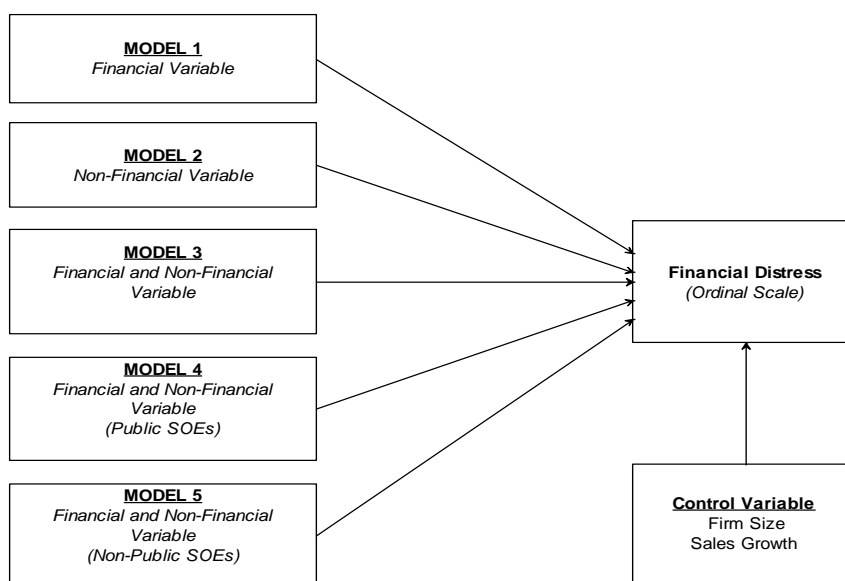 MODEL 1
Financial Variable
MODEL 2
Non-Financial Variable
MODEL 3
Financial and Non-Financial
Variable
MODEL 4
Financial and Non-Financial
Variable
(Public SOEs)
MODEL 5
Financial and Non-Financial
Variable
(Non-Public SOEs)
Financial Distress
(Ordinal Scale)
Control Variable
Firm Size
Sales Growth